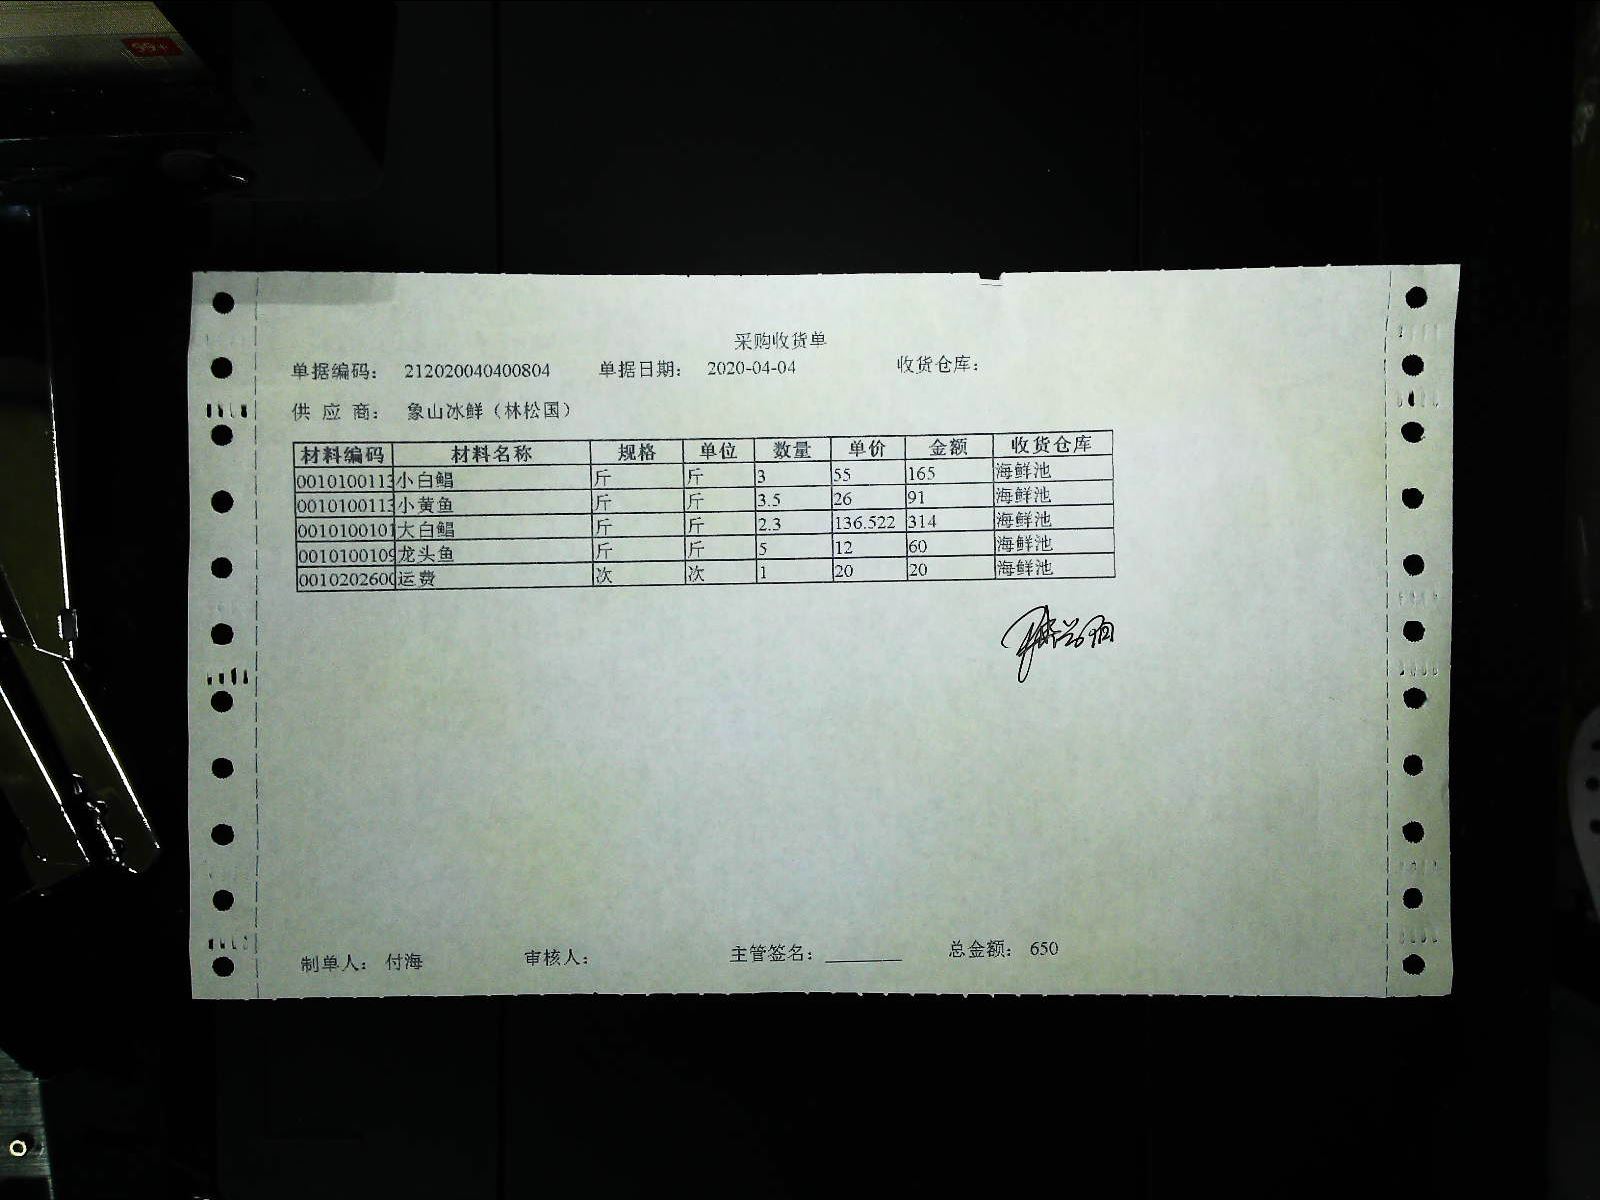 99+
采购收货单
单据编码： 212020040400804 单据日期： 2020-04-04 收货仓库：
供 应 商： 象山冰鲜（林松国）
材料编码 材料名称 规格 单位 数量 单价 金额 收货仓库
0010100113 小白鲳 斤 斤 3 55 165 海鲜池
0010100113 小黄鱼 斤 斤 3.5 26 91 海鲜池
0010100101 大白鲳 斤 斤 2.3 136.522 314 海鲜池
0010100109 龙头鱼 斤 斤 5 12 60 海鲜池
0010202600 运费 次 次 1 20 20 海鲜池
制单人： 付海 审核人： 主管签名： 总金额： 650